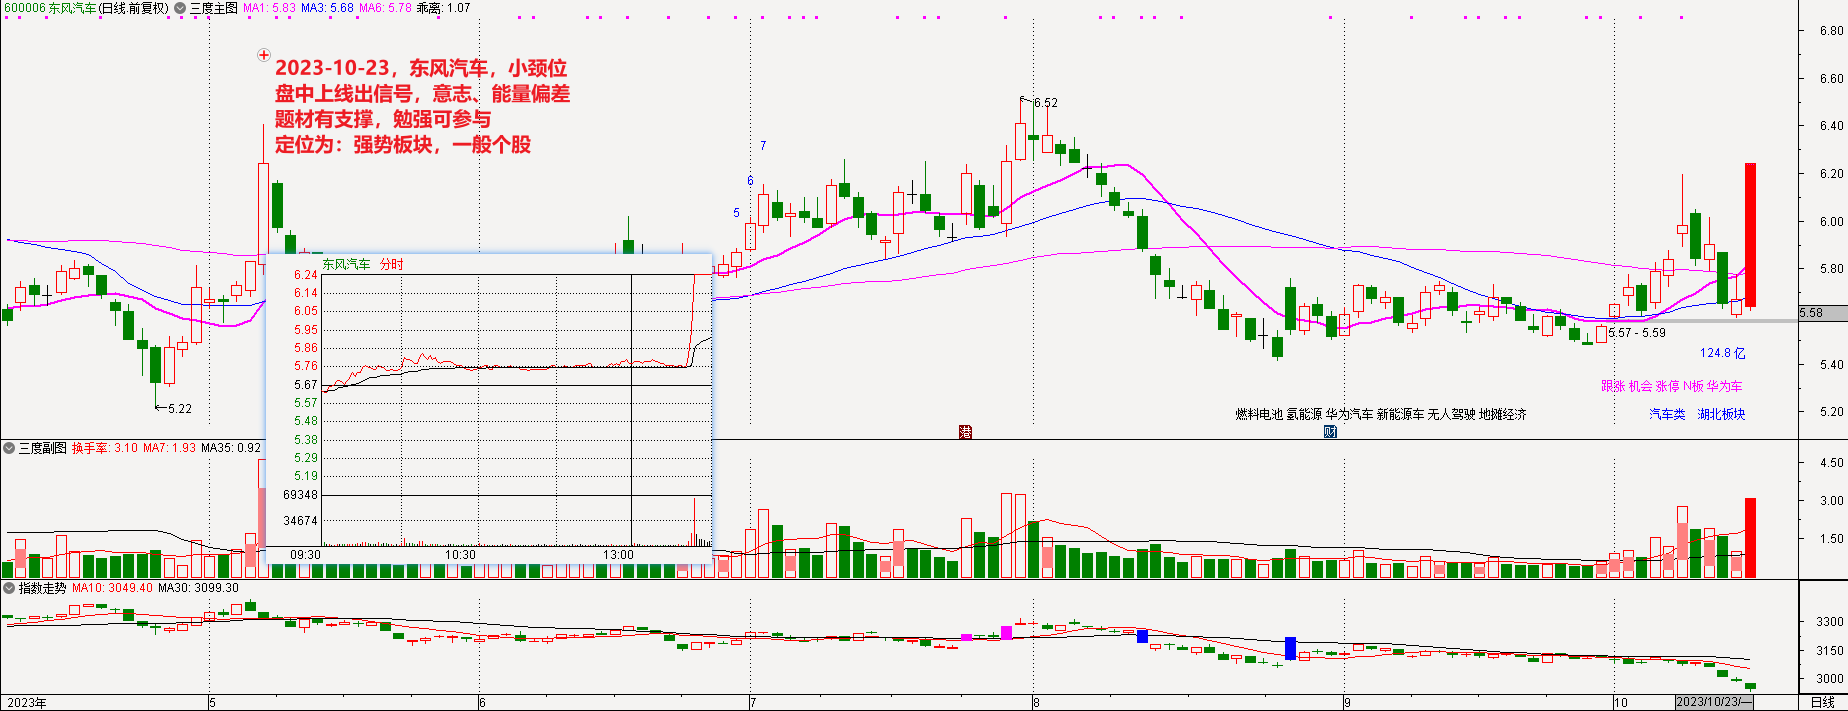 600006 东风汽车(日线.前复权) 三度主图 MA1: 5.83 MA3: 5.68 MA6: 5.78 乖离: 1.07
2023-10-23，东风汽车，小颈位
盘中上线出信号，意志、能量偏差
题材有支撑，勉强可参与
定位为：强势板块，一般个股
6.80
6.60
6.40
6.20
6.00
5.80
5.58
5.40
5.20
7
6
5
6.52
5.22
5.57 - 5.59
124.8 亿
跟涨 机会 涨停 N板 华为车
燃料电池 氢能源 华为汽车 新能源车 无人驾驶 地摊经济
汽车类 湖北板块
港
财
东风汽车 分时
6.24
6.14
6.05
5.95
5.86
5.76
5.67
5.57
5.48
5.38
5.29
5.19
69348
34674
09:30 10:30 13:00
三度副图 换手率: 3.10 MA7: 1.93 MA35: 0.92
4.50
3.00
1.50
指数走势 MA10: 3049.40 MA30: 3099.30
3300
3150
3000
2023年 5 6 7 8 9 10 2023/10/23/一 日线